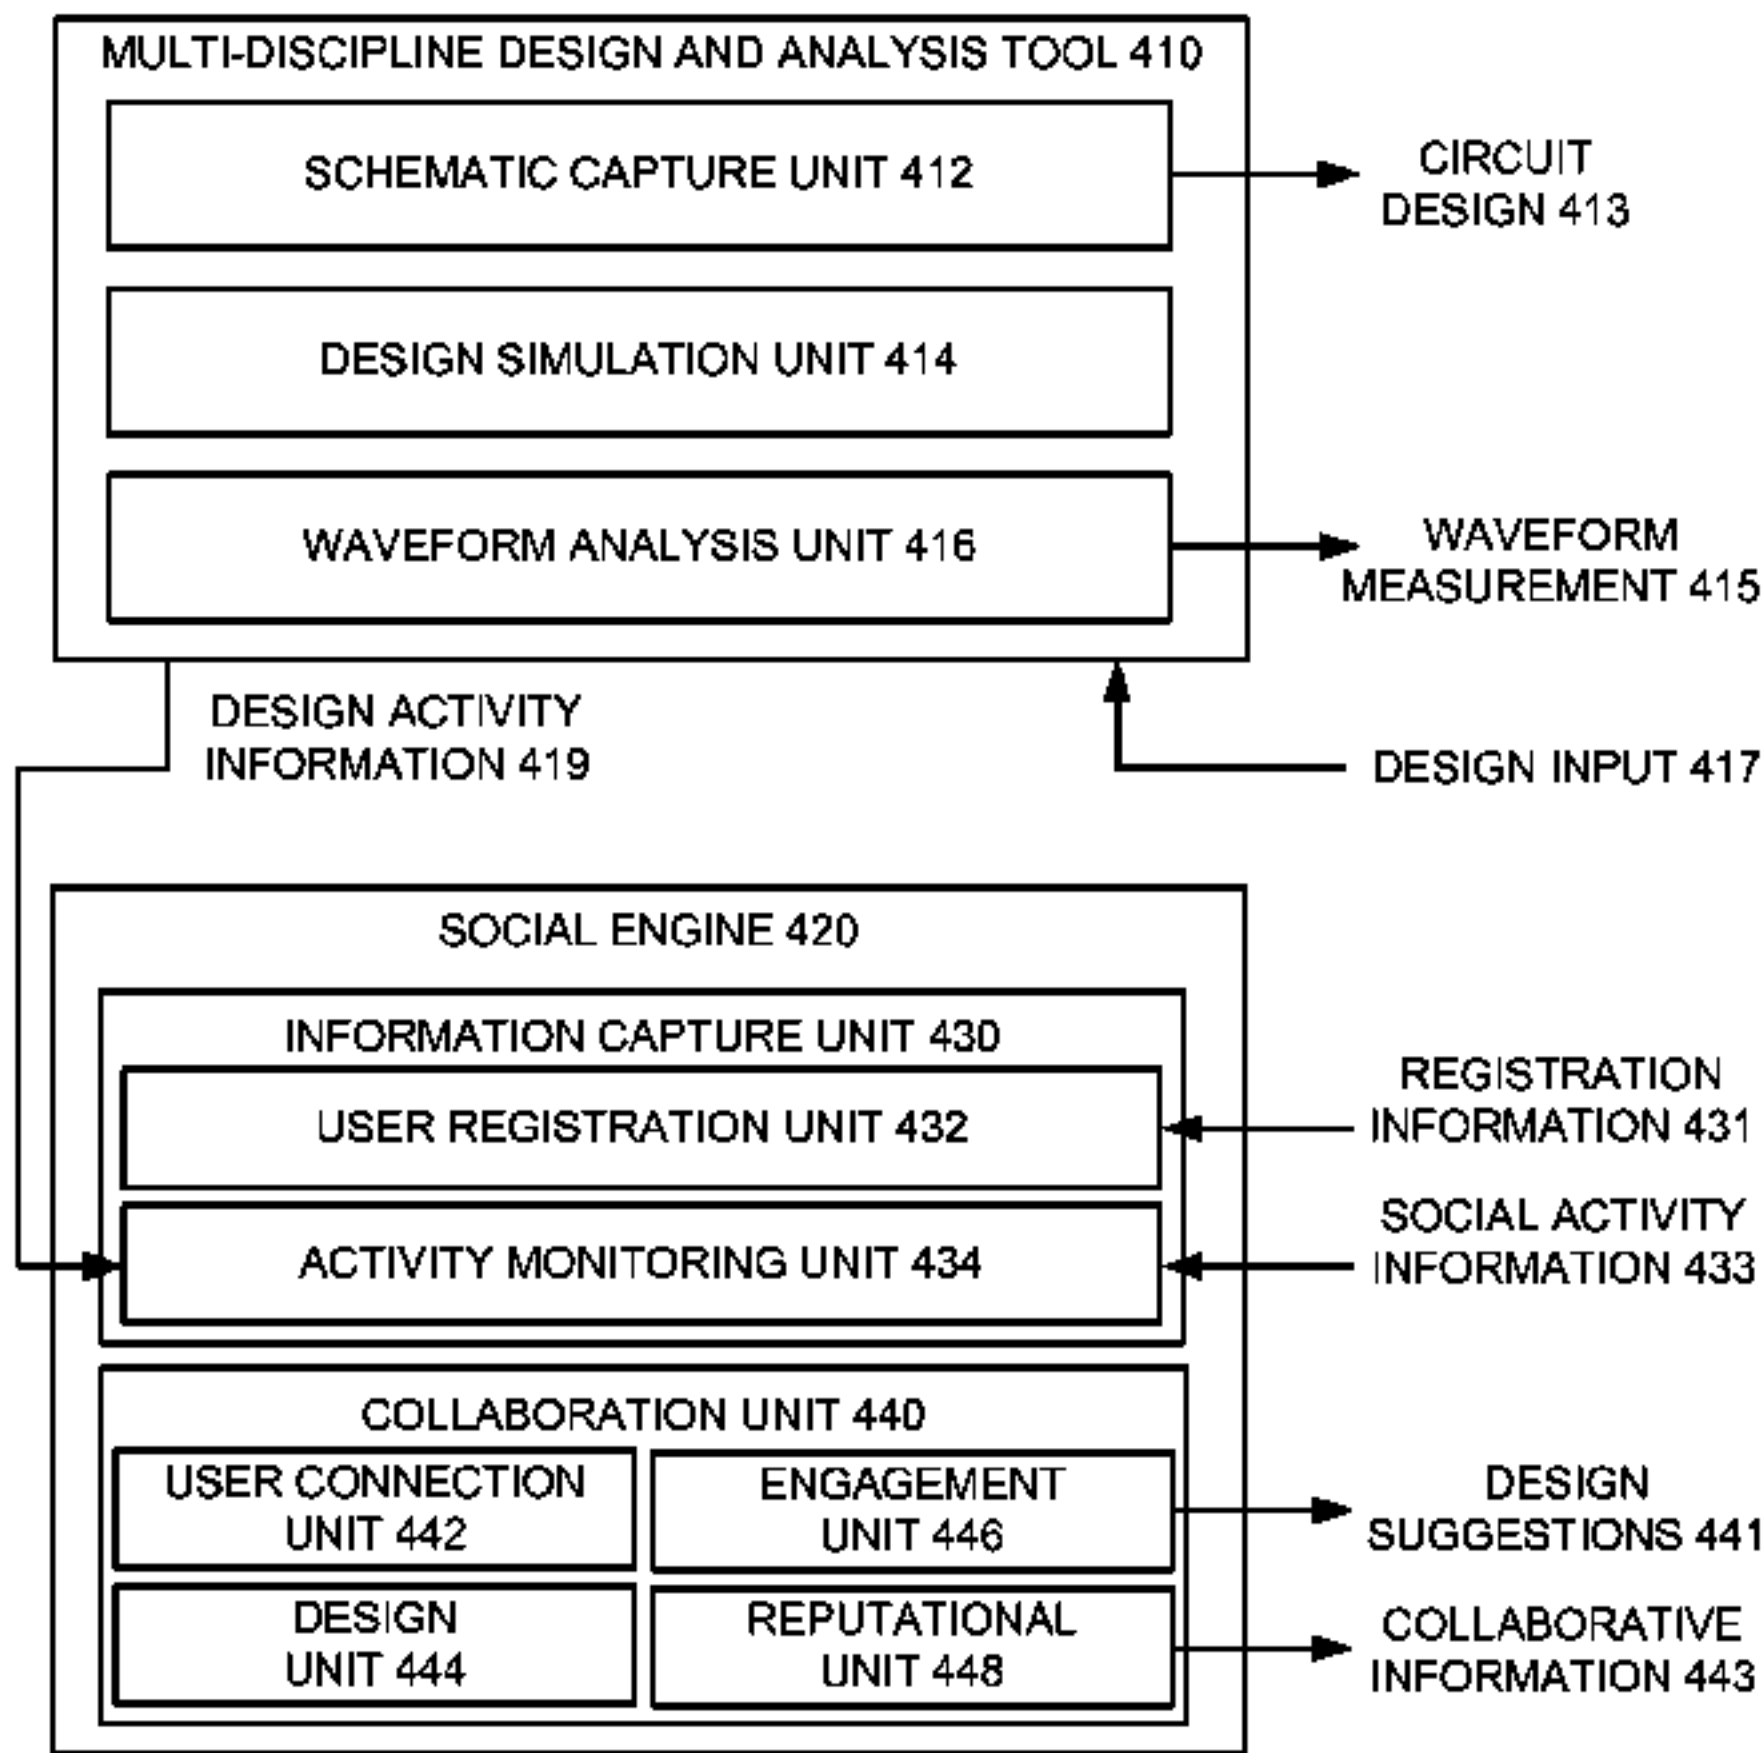 MULTI-DISCIPLINE DESIGN AND ANALYSIS TOOL 410
SCHEMATIC CAPTURE UNIT 412
CIRCUIT
DESIGN 413
DESIGN SIMULATION UNIT 414
WAVEFORM ANALYSIS UNIT 416
WAVEFORM
MEASUREMENT 415
DESIGN ACTIVITY
INFORMATION 419
DESIGN INPUT 417
SOCIAL ENGINE 420
INFORMATION CAPTURE UNIT 430
USER REGISTRATION UNIT 432
REGISTRATION
INFORMATION 431
ACTIVITY MONITORING UNIT 434
SOCIAL ACTIVITY
INFORMATION 433
COLLABORATION UNIT 440
USER CONNECTION
UNIT 442
ENGAGEMENT
UNIT 446
DESIGN
SUGGESTIONS 441
DESIGN
UNIT 444
REPUTATIONAL
UNIT 448
COLLABORATIVE
INFORMATION 443